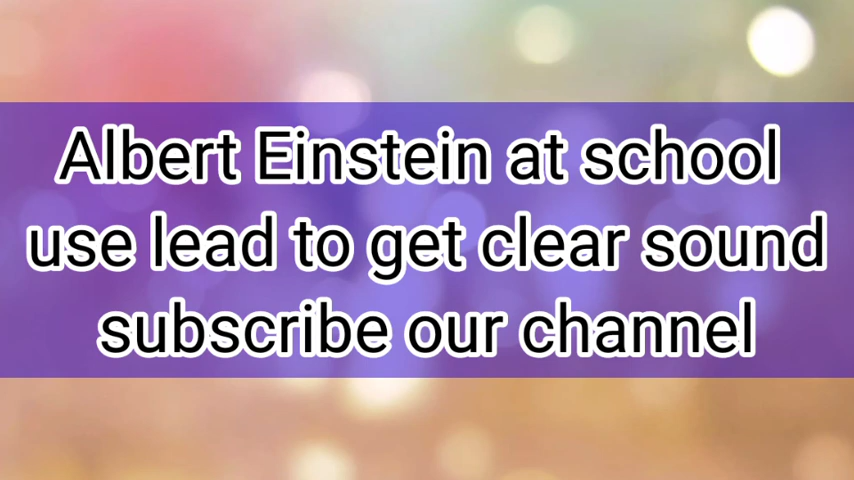 Albert Einstein at school
use lead to get clear sound
subscribe our channel